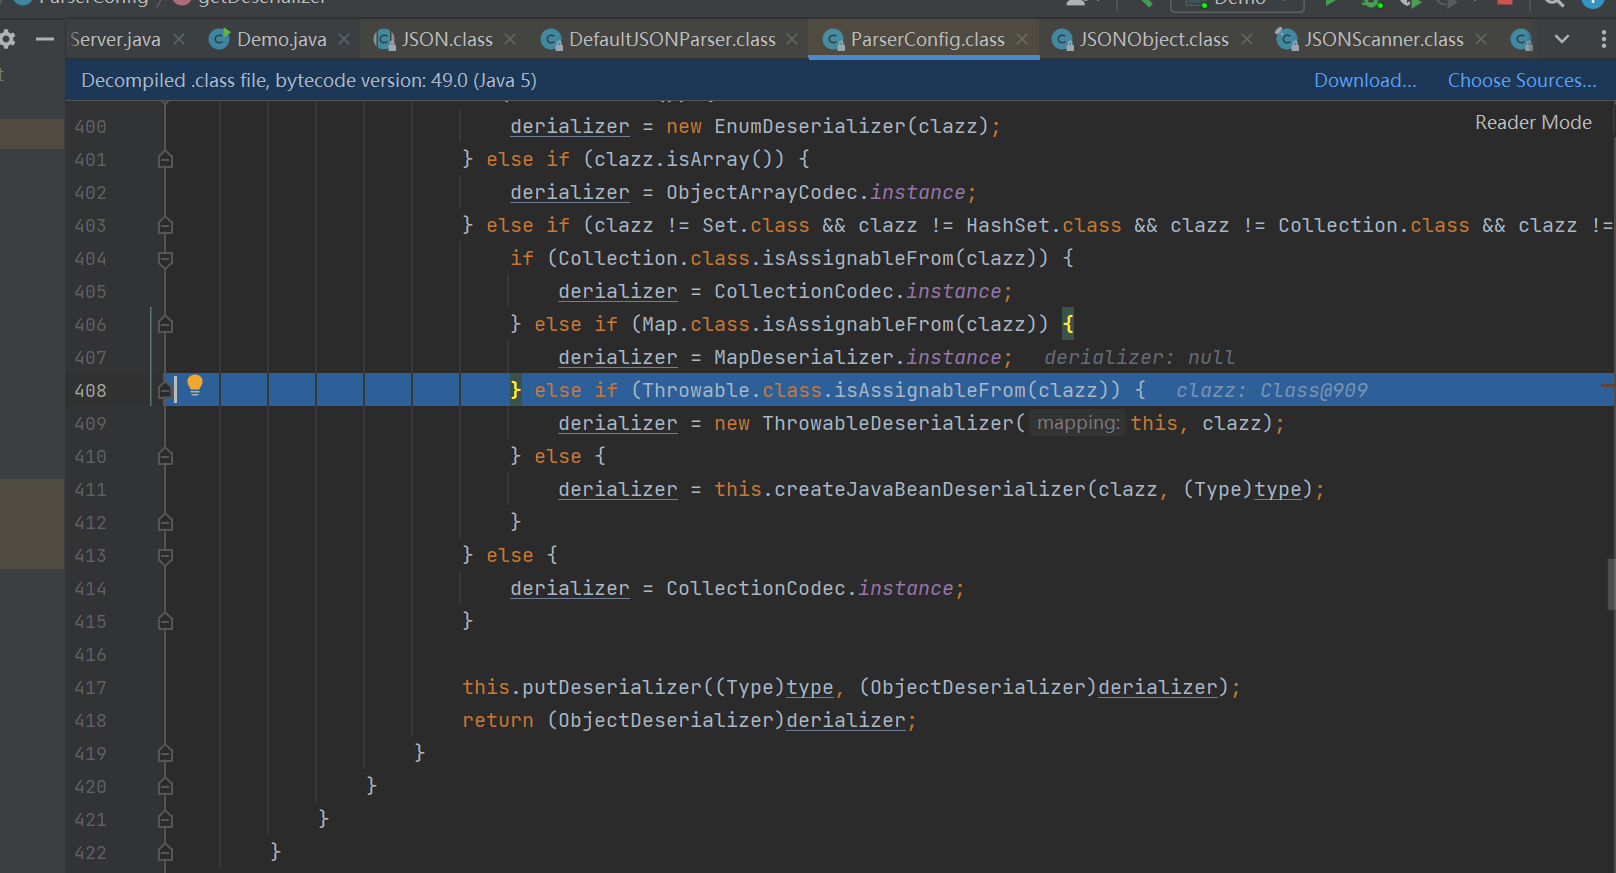 ParserConfig getDeserializer
Demo
Server.java Demo.java JSON.class DefaultJSONParser.class ParserConfig.class JSONObject.class JSONScanner.class
Decompiled .class file, bytecode version: 49.0 (Java 5) Download... Choose Sources...
Reader Mode
400 derializer = new EnumDeserializer(clazz);
401 } else if (clazz.isArray()) {
402 derializer = ObjectArrayCodec.instance;
403 } else if (clazz != Set.class && clazz != HashSet.class && clazz != Collection.class && clazz !=
404 if (Collection.class.isAssignableFrom(clazz)) {
405 derializer = CollectionCodec.instance;
406 } else if (Map.class.isAssignableFrom(clazz)) {
407 derializer = MapDeserializer.instance; derializer: null
408 } else if (Throwable.class.isAssignableFrom(clazz)) { clazz: Class@909
409 derializer = new ThrowableDeserializer( mapping: this, clazz);
410 } else {
411 derializer = this.createJavaBeanDeserializer(clazz, (Type)type);
412 }
413 } else {
414 derializer = CollectionCodec.instance;
415 }
416
417 this.putDeserializer((Type)type, (ObjectDeserializer)derializer);
418 return (ObjectDeserializer)derializer;
419 }
420 }
421 }
422 }